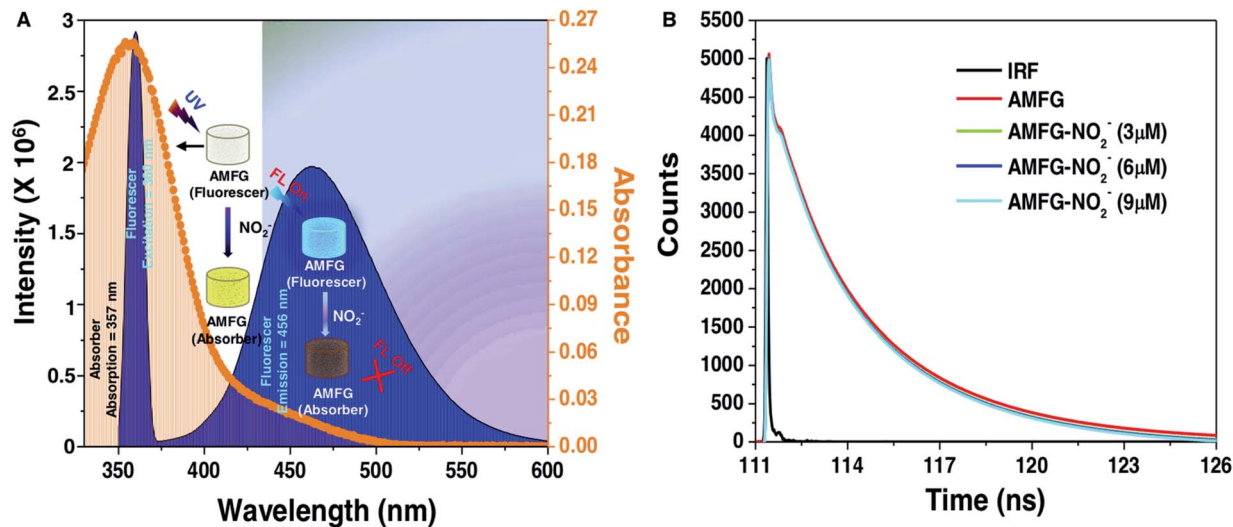 A
3
2.5
2
1.5
1
0.5
0
Intensity (X 10⁶)
350
400
450
500
550
600
Wavelength (nm)
0.27
0.24
0.21
0.18
0.15
0.12
0.09
0.06
0.03
0.00
Absorbance
Absorber
Absorption = 357 nm
Fluorescer
Excitation = 360 nm
UV
AMFG
(Fluorescer)
NO₂⁻
AMFG
(Absorber)
FL On
AMFG
(Fluorescer)
NO₂⁻
AMFG
(Absorber)
FL Off
Fluorescer
Emission = 456 nm
B
5500
5000
4500
4000
3500
3000
2500
2000
1500
1000
500
0
Counts
111
114
117
120
123
126
Time (ns)
IRF
AMFG
AMFG-NO₂⁻ (3μM)
AMFG-NO₂⁻ (6μM)
AMFG-NO₂⁻ (9μM)